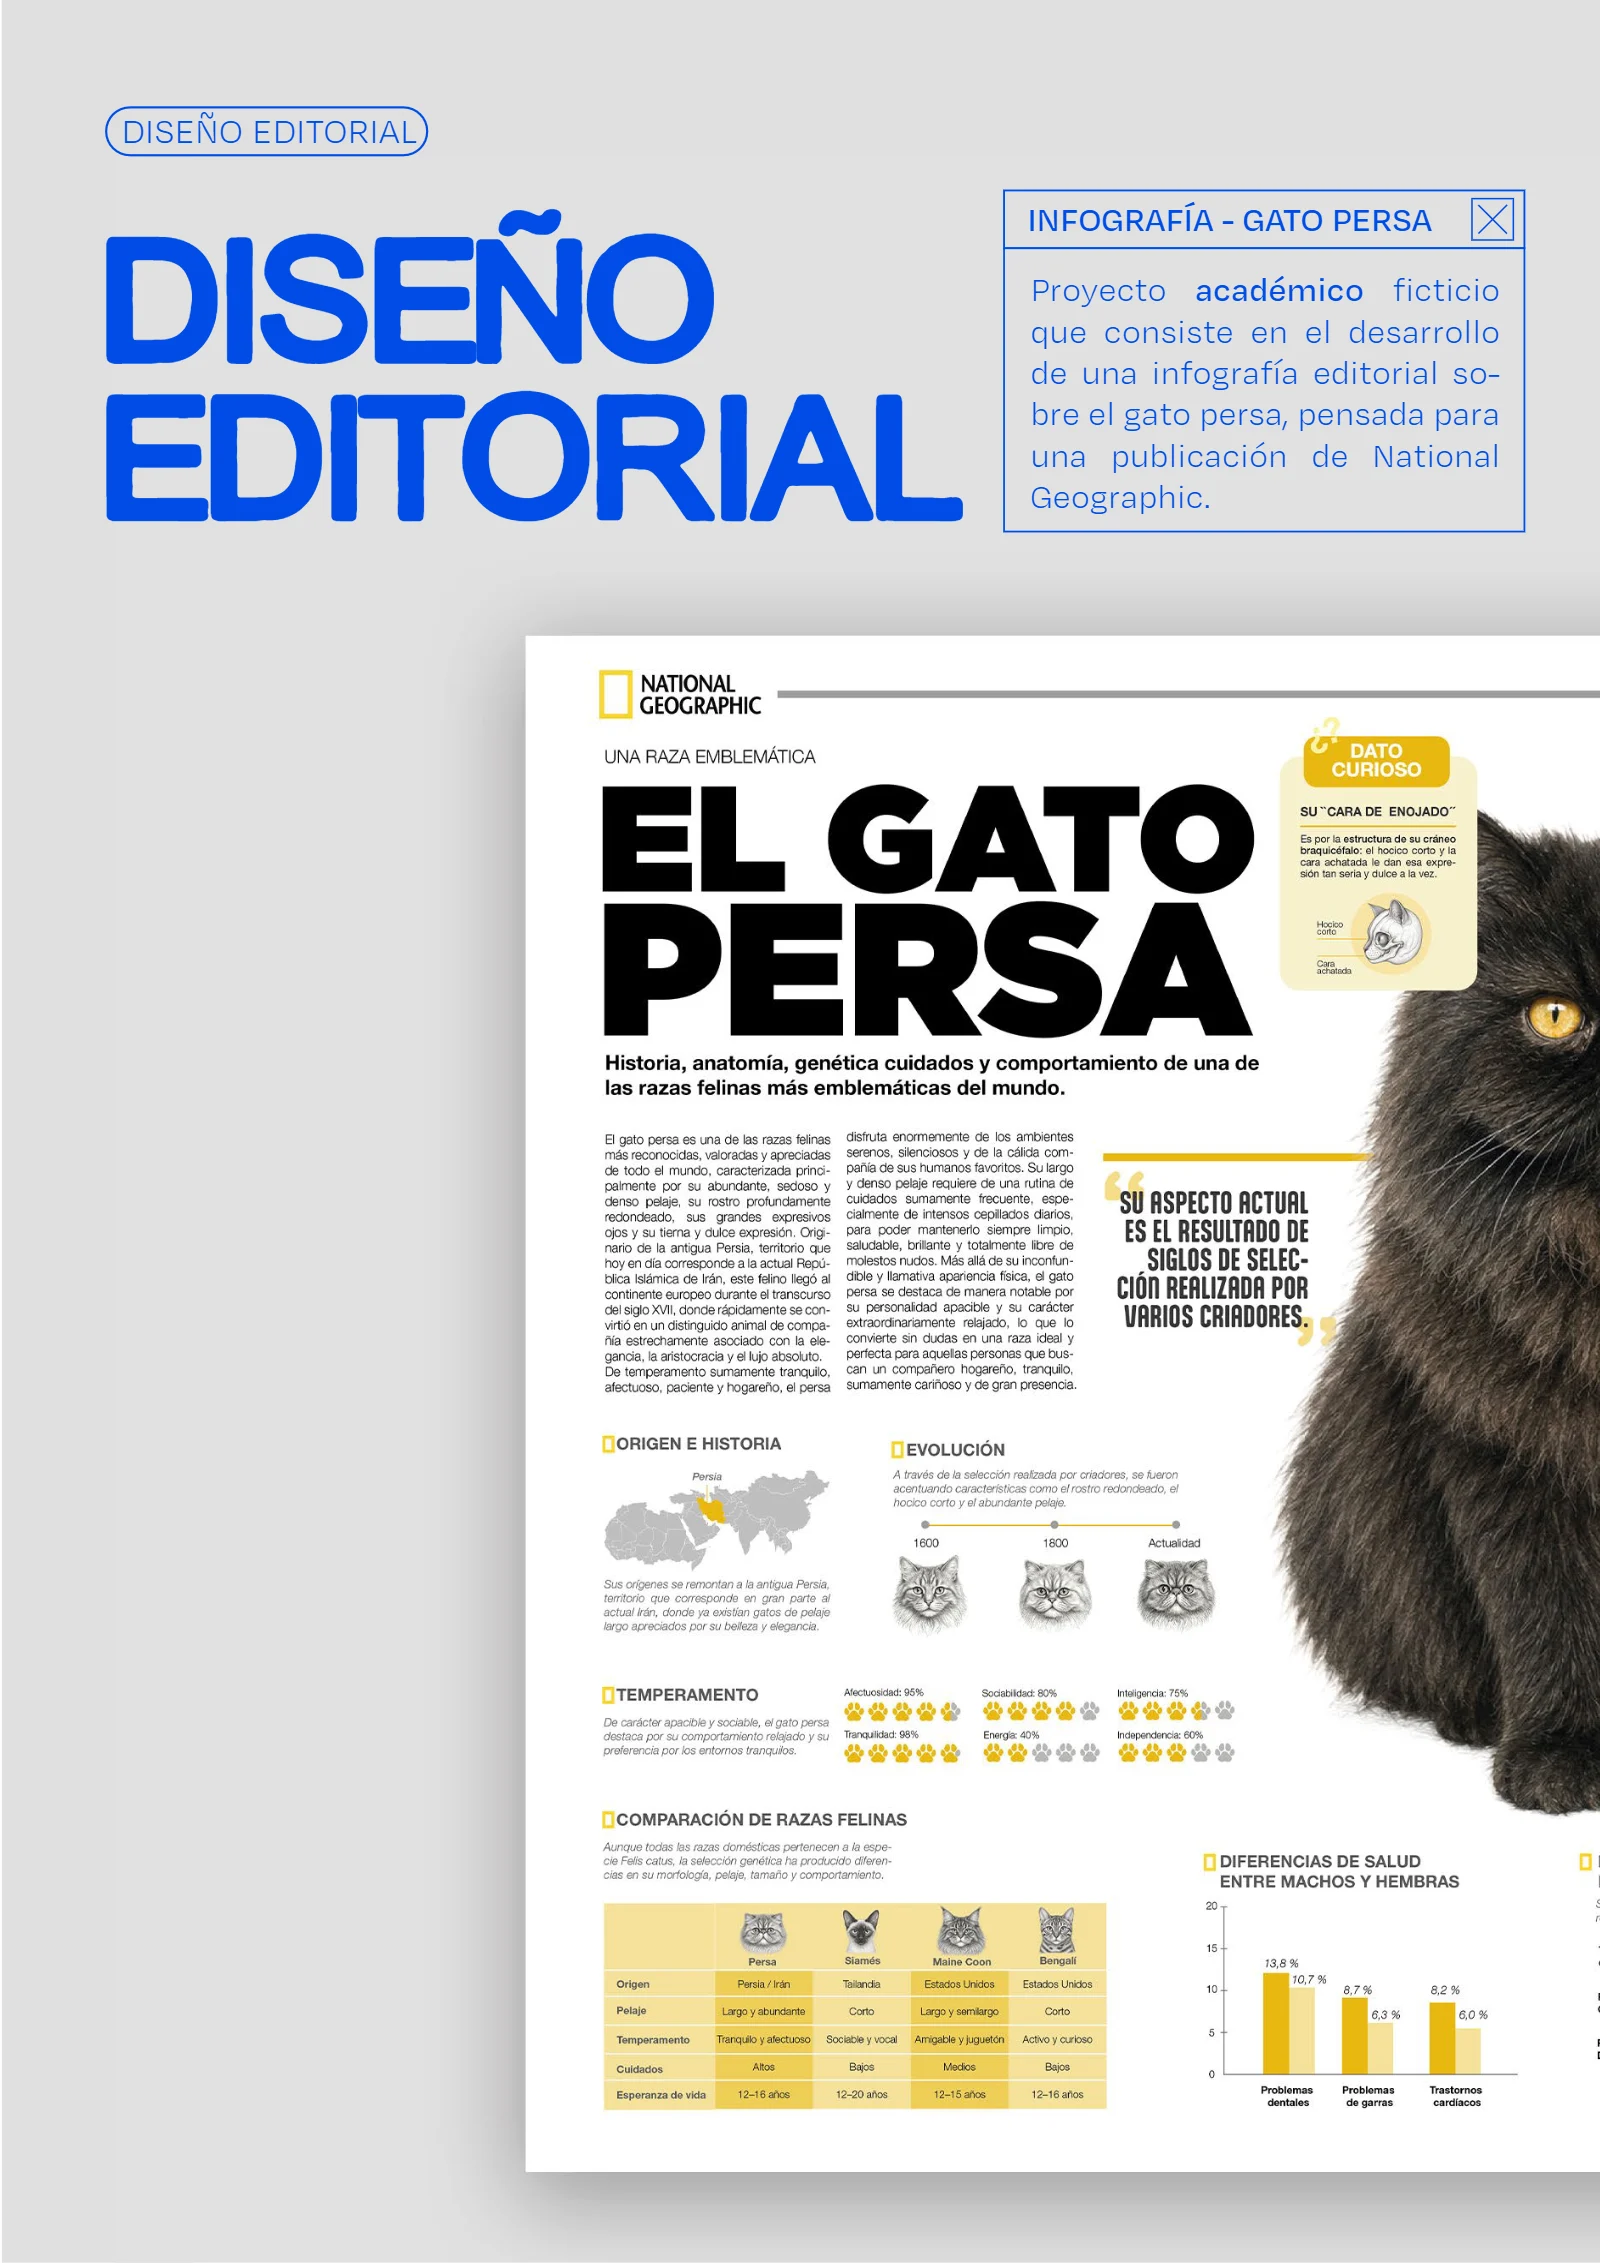 DISEÑO EDITORIAL
DISEÑO
EDITORIAL
INFOGRAFÍA - GATO PERSA
Proyecto académico ficticio
que consiste en el desarrollo
de una infografía editorial so-
bre el gato persa, pensada para
una publicación de National
Geographic.
NATIONAL
GEOGRAPHIC
UNA RAZA EMBLEMÁTICA
EL GATO
PERSA
Historia, anatomía, genética cuidados y comportamiento de una de
las razas felinas más emblemáticas del mundo.
¿?
DATO
CURIOSO
SU "CARA DE ENOJADO"
Es por la estructura de su cráneo
braquicéfalo: el hocico corto y la
cara achatada le dan esa expre-
sión tan seria y dulce a la vez.
Hocico
corto
Cara
achatada
El gato persa es una de las razas felinas
más reconocidas, valoradas y apreciadas
de todo el mundo, caracterizada princi-
palmente por su abundante, sedoso y
denso pelaje, su rostro profundamente
redondeado, sus grandes expresivos
ojos y su tierna y dulce expresión. Origi-
nario de la antigua Persia, territorio que
hoy en día corresponde a la actual Repú-
blica Islámica de Irán, este felino llegó al
continente europeo durante el transcurso
del siglo XVII, donde rápidamente se con-
virtió en un distinguido animal de compa-
ñía estrechamente asociado con la ele-
gancia, la aristocracia y el lujo absoluto.
De temperamento sumamente tranquilo,
afectuoso, paciente y hogareño, el persa
disfruta enormemente de los ambientes
serenos, silenciosos y de la cálida com-
pañía de sus humanos favoritos. Su largo
y denso pelaje requiere de una rutina de
cuidados sumamente frecuente, espe-
cialmente de intensos cepillados diarios,
para poder mantenerlo siempre limpio,
saludable, brillante y totalmente libre de
molestos nudos. Más allá de su inconfun-
dible y llamativa apariencia física, el gato
persa se destaca de manera notable por
su personalidad apacible y su carácter
extraordinariamente relajado, lo que lo
convierte sin dudas en una raza ideal y
perfecta para aquellas personas que bus-
can un compañero hogareño, tranquilo,
sumamente cariñoso y de gran presencia.
“
SU ASPECTO ACTUAL
ES EL RESULTADO DE
SIGLOS DE SELEC-
CIÓN REALIZADA POR
VARIOS CRIADORES.
”
ORIGEN E HISTORIA
Persia
Sus orígenes se remontan a la antigua Persia,
territorio que corresponde en gran parte al
actual Irán, donde ya existían gatos de pelaje
largo apreciados por su belleza y elegancia.
EVOLUCIÓN
A través de la selección realizada por criadores, se fueron
acentuando características como el rostro redondeado, el
hocico corto y el abundante pelaje.
1600 1800 Actualidad
TEMPERAMENTO
De carácter apacible y sociable, el gato persa
destaca por su comportamiento relajado y su
preferencia por los entornos tranquilos.
Afectuosidad: 95% Sociabilidad: 80% Inteligencia: 75%
Tranquilidad: 98% Energía: 40% Independencia: 60%
COMPARACIÓN DE RAZAS FELINAS
Aunque todas las razas domésticas pertenecen a la espe-
cie Felis catus, la selección genética ha producido diferen-
cias en su morfología, pelaje, tamaño y comportamiento.
Persa Siamés Maine Coon Bengalí
Origen Persia / Irán Tailandia Estados Unidos Estados Unidos
Pelaje Largo y abundante Corto Largo y semilargo Corto
Temperamento Tranquilo y afectuoso Sociable y vocal Amigable y juguetón Activo y curioso
Cuidados Altos Bajos Medios Bajos
Esperanza de vida 12–16 años 12–20 años 12–15 años 12–16 años
DIFERENCIAS DE SALUD
ENTRE MACHOS Y HEMBRAS
20
15
10
5
0
13,8 % 10,7 % 8,7 % 6,3 % 8,2 % 6,0 %
Problemas
dentales
Problemas
de garras
Trastornos
cardíacos